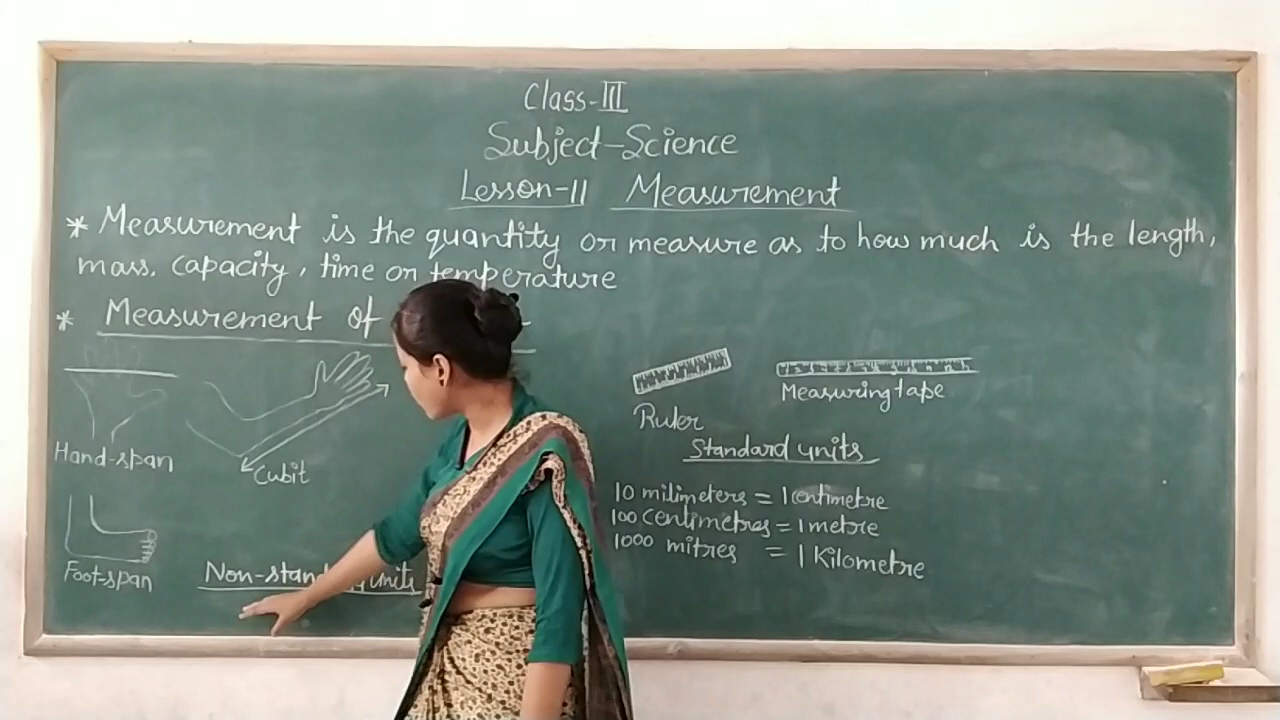 Class-III
Subject-Science
Lesson-11 Measurement
* Measurement is the quantity or measure as to how much is the length,
mass, capacity, time or temperature
* Measurement of
Hand-span
Cubit
Foot-span
Non-standard units
Ruler
Measuring tape
Standard units
10 milimeters = 1 centimetre
100 centimetres = 1 metre
1000 mitres = 1 Kilometre